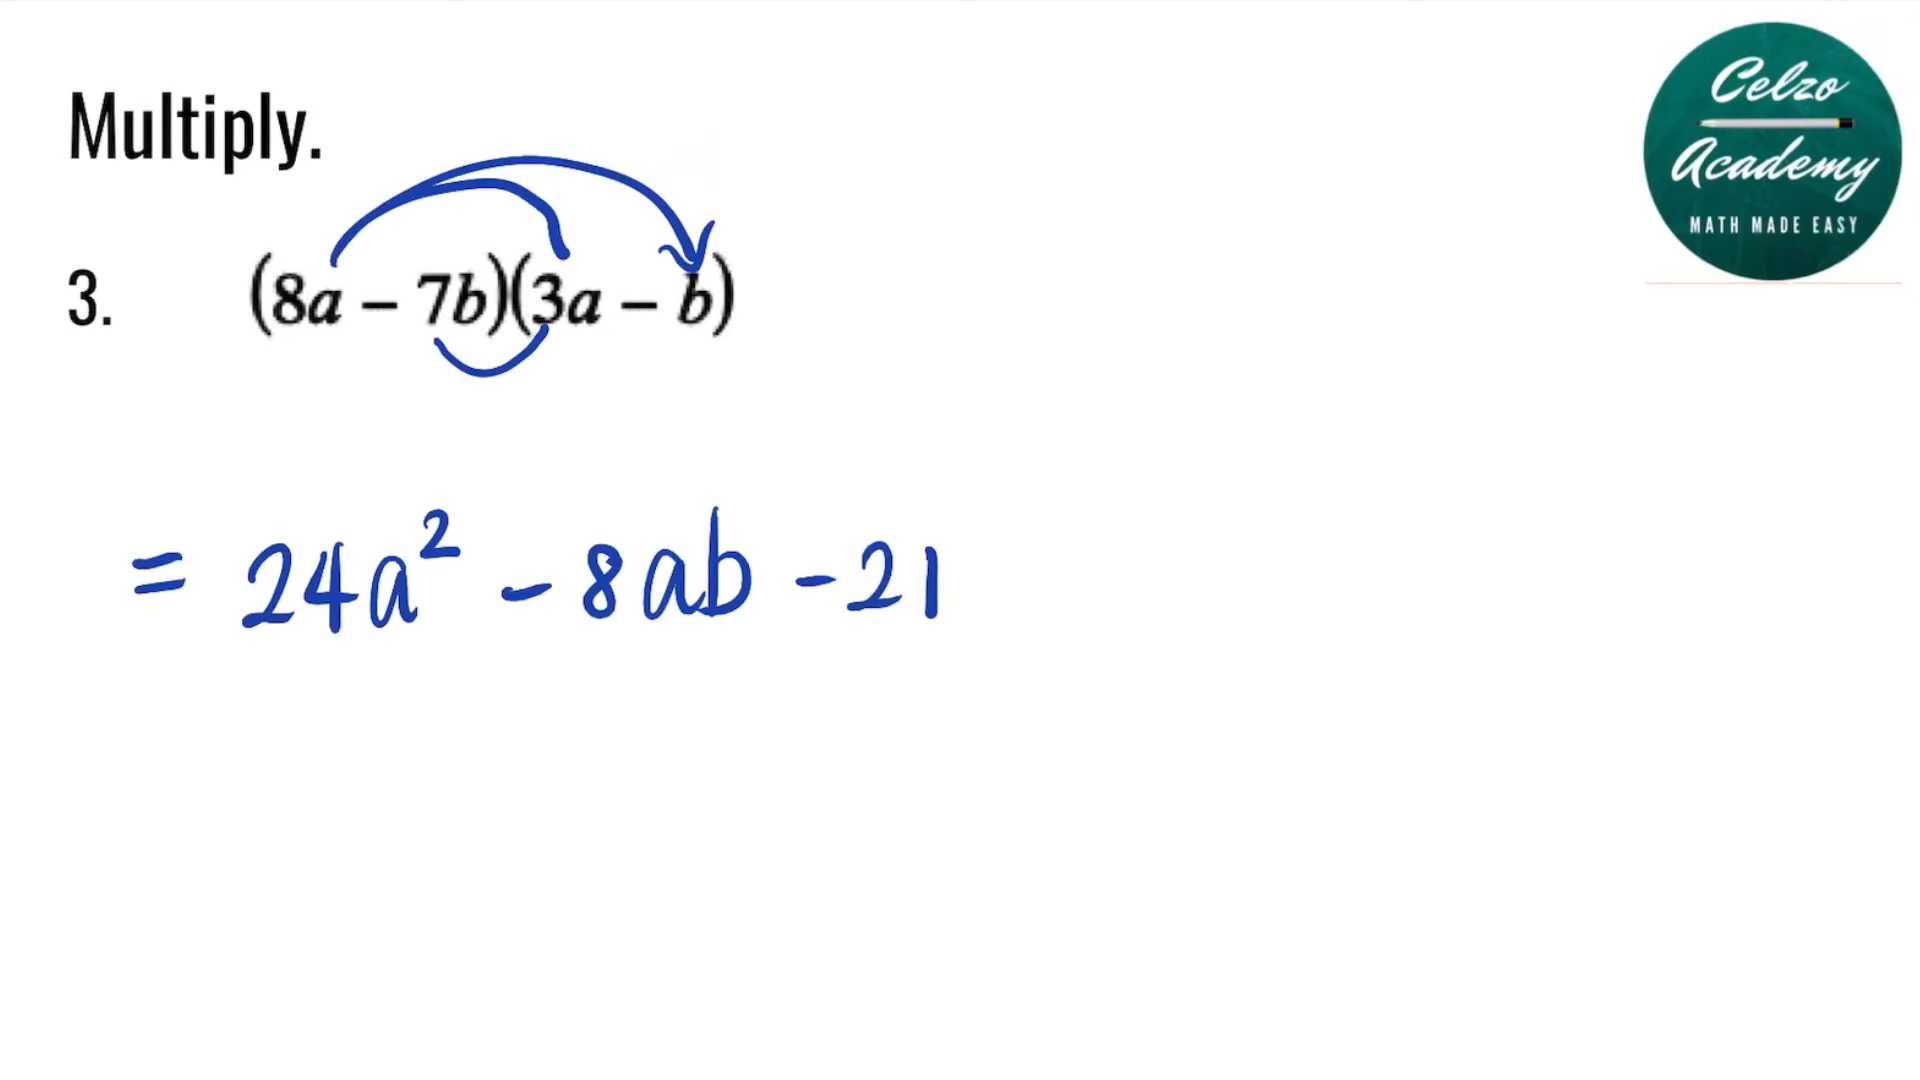 Multiply.
3. (8a – 7b)(3a – b)
= 24a² - 8ab - 21
Celzo
Academy
MATH MADE EASY